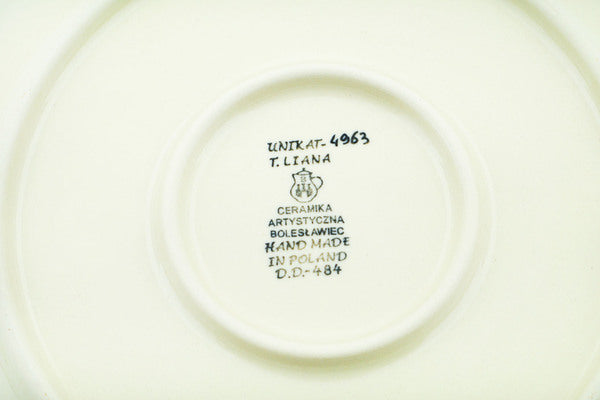 UNIKAT-4963
T. LIANA
CERAMIKA
ARTYSTYCZNA
BOLESŁAWIEC
HAND MADE
IN POLAND
D.D.-484